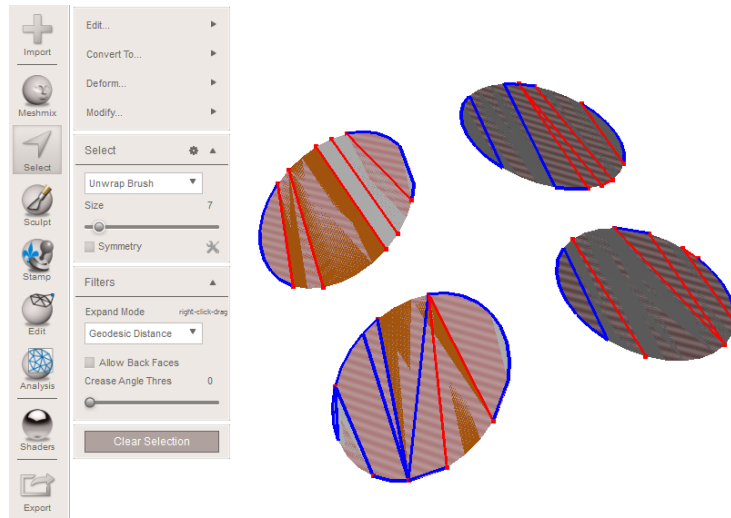 Import
Meshmix
Select
Sculpt
Stamp
Edit
Analysis
Shaders
Export
Edit...
Convert To...
Deform...
Modify...
Select
Unwrap Brush
Size 7
Symmetry
Filters
Expand Mode right-click-drag
Geodesic Distance
Allow Back Faces
Crease Angle Thres 0
Clear Selection